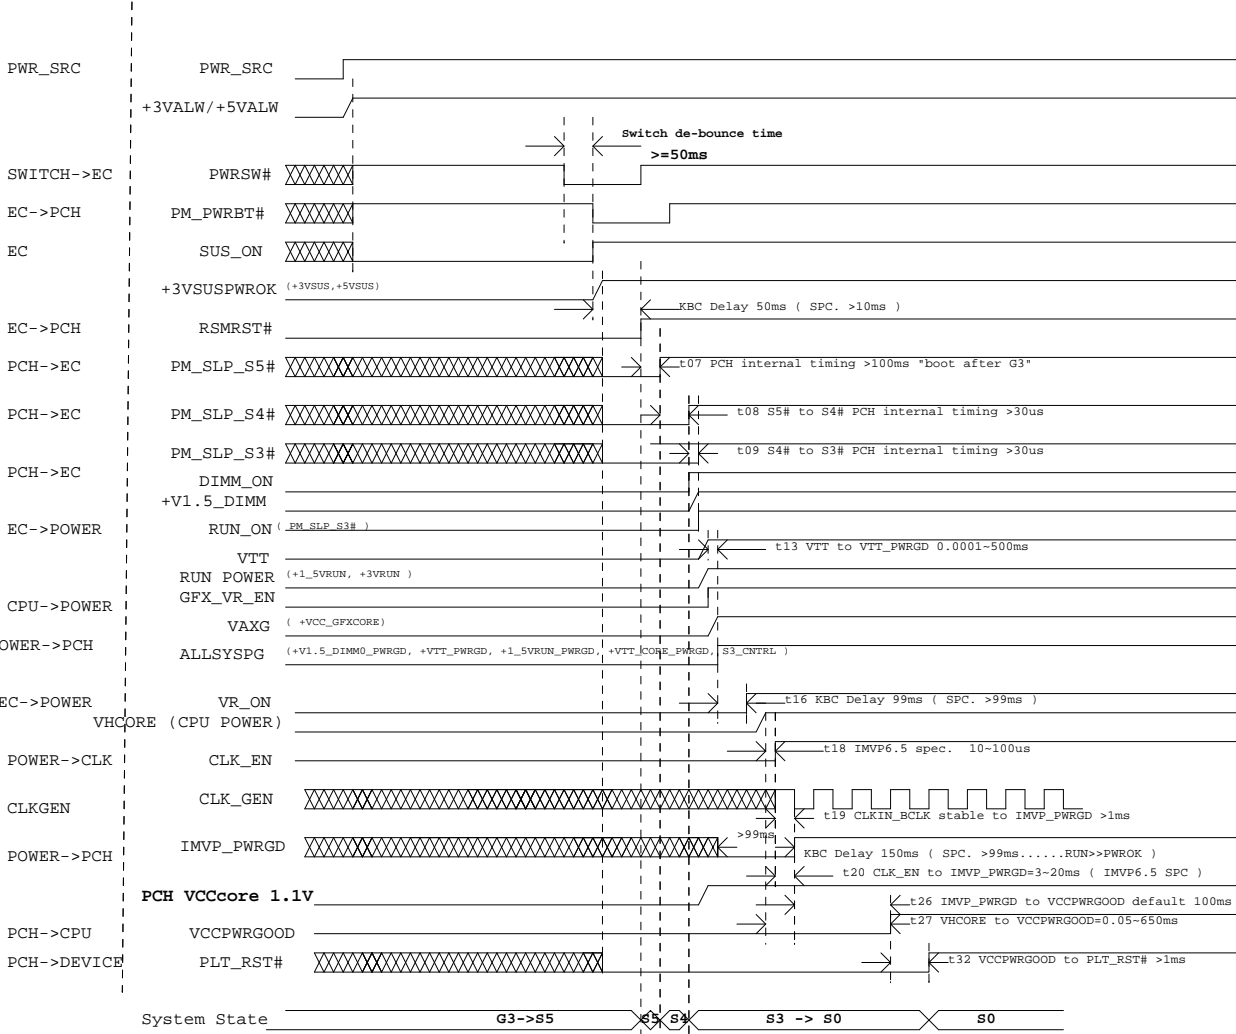 PWR_SRC PWR_SRC
+3VALW/+5VALW
Switch de-bounce time
>=50ms
SWITCH->EC PWRSW#
EC->PCH PM_PWRBT#
EC SUS_ON
+3VSUSPWROK (+3VSUS,+5VSUS)
KBC Delay 50ms ( SPC. >10ms )
EC->PCH RSMRST#
PCH->EC PM_SLP_S5# t07 PCH internal timing >100ms "boot after G3"
PCH->EC PM_SLP_S4# t08 S5# to S4# PCH internal timing >30us
PM_SLP_S3# t09 S4# to S3# PCH internal timing >30us
PCH->EC
DIMM_ON
+V1.5_DIMM
EC->POWER RUN_ON ( PM_SLP_S3# )
t13 VTT to VTT_PWRGD 0.0001~500ms
VTT
RUN POWER (+1_5VRUN, +3VRUN )
GFX_VR_EN
CPU->POWER
VAXG ( +VCC_GFXCORE)
OWER->PCH
ALLSYSPG (+V1.5_DIMM0_PWRGD, +VTT_PWRGD, +1_5VRUN_PWRGD, +VTT_CORE_PWRGD, S3_CNTRL )
EC->POWER VR_ON t16 KBC Delay 99ms ( SPC. >99ms )
VHCORE (CPU POWER)
t18 IMVP6.5 spec. 10~100us
POWER->CLK CLK_EN
CLKGEN CLK_GEN
t19 CLKIN_BCLK stable to IMVP_PWRGD >1ms
>99ms
POWER->PCH IMVP_PWRGD KBC Delay 150ms ( SPC. >99ms......RUN>>PWROK )
t20 CLK_EN to IMVP_PWRGD=3~20ms ( IMVP6.5 SPC )
PCH VCCcore 1.1V
t26 IMVP_PWRGD to VCCPWRGOOD default 100ms
t27 VHCORE to VCCPWRGOOD=0.05~650ms
PCH->CPU VCCPWRGOOD
PCH->DEVICE PLT_RST# t32 VCCPWRGOOD to PLT_RST# >1ms
System State G3->S5 S5 S4 S3 -> S0 S0